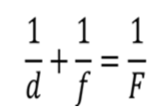 1/d + 1/f = 1/F